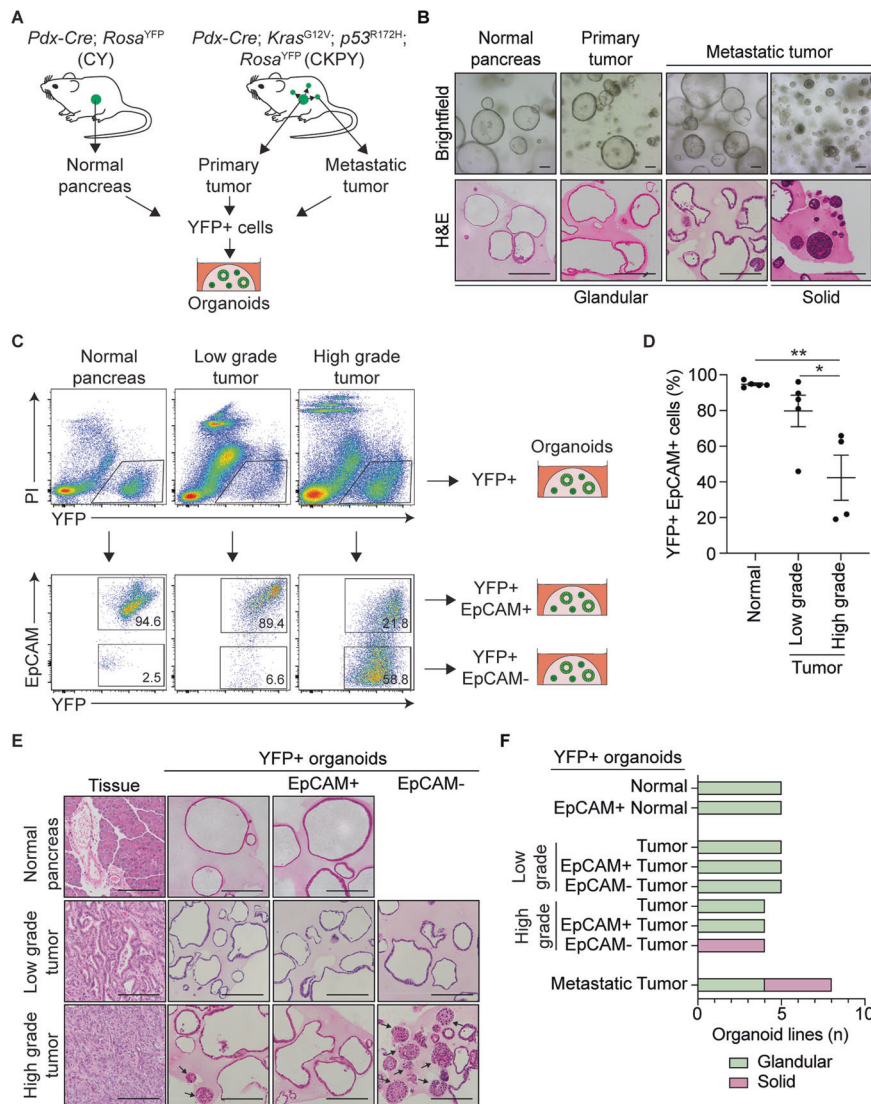 A
Pdx-Cre; Rosa^YFP
(CY)
Pdx-Cre; Kras^G12V; p53^R172H;
Rosa^YFP (CKPY)
Normal
pancreas
Primary
tumor
Metastatic
tumor
YFP+ cells
Organoids
B
Normal
pancreas
Primary
tumor
Metastatic tumor
Brightfield
H&E
Glandular
Solid
C
Normal
pancreas
Low grade
tumor
High grade
tumor
PI
YFP
YFP+
Organoids
EpCAM
94.6
2.5
89.4
6.6
21.8
58.8
YFP
YFP+
EpCAM+
YFP+
EpCAM-
D
YFP+ EpCAM+ cells (%)
100
80
60
40
20
0
**
*
Normal
Low grade
High grade
Tumor
E
YFP+ organoids
Tissue
EpCAM+
EpCAM-
Normal
pancreas
Low grade
tumor
High grade
tumor
F
YFP+ organoids
Normal
EpCAM+ Normal
Low
grade
Tumor
EpCAM+ Tumor
EpCAM- Tumor
High
grade
Tumor
EpCAM+ Tumor
EpCAM- Tumor
Metastatic Tumor
0
5
10
Organoid lines (n)
Glandular
Solid